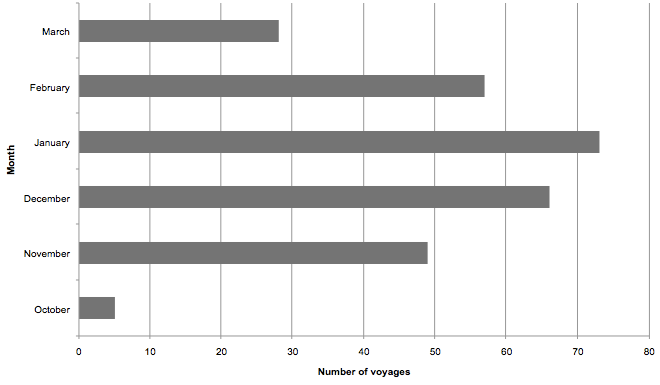 March
February
January
December
November
October
Month
0 10 20 30 40 50 60 70 80
Number of voyages